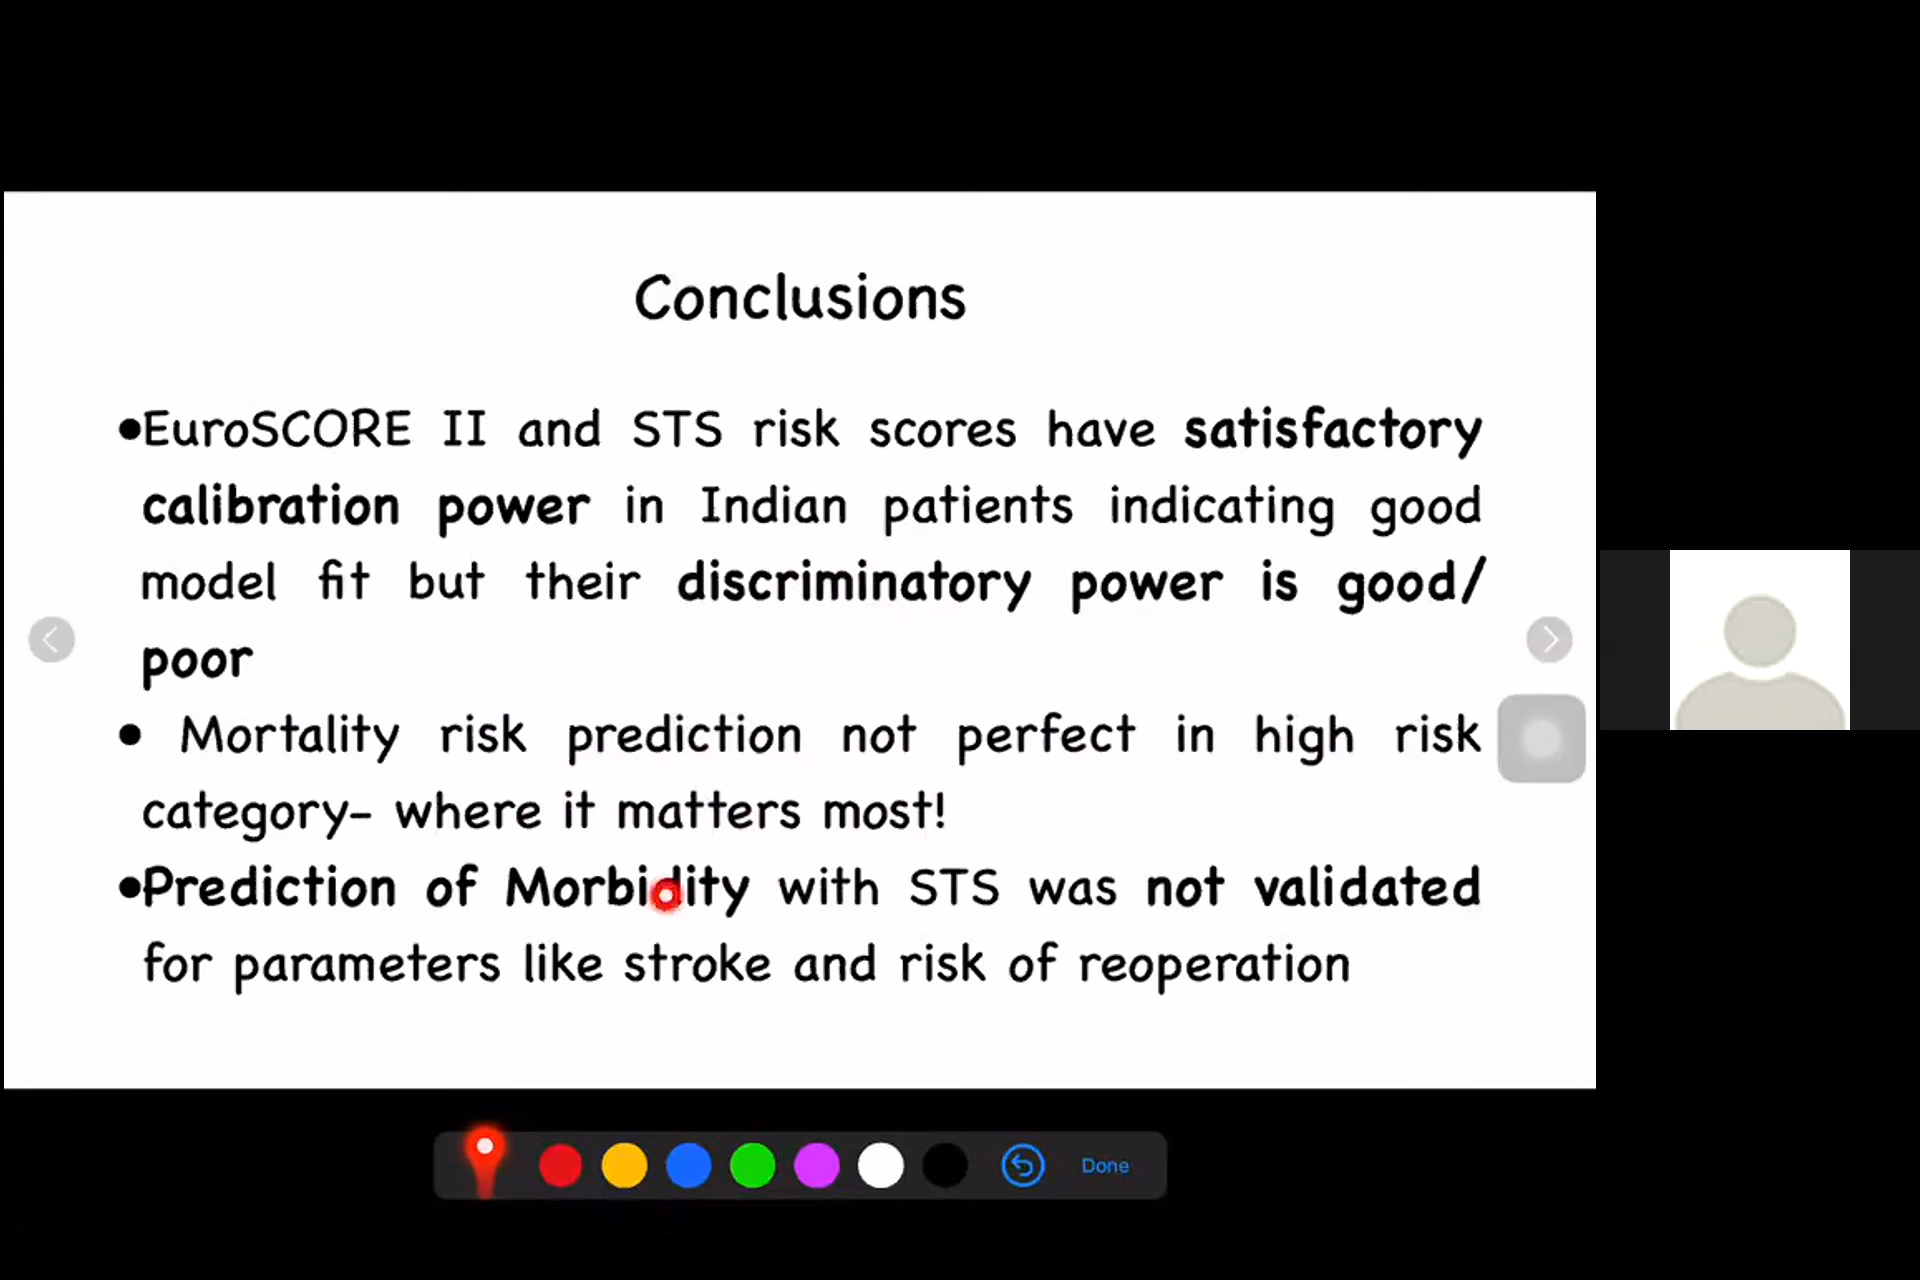 Conclusions
•EuroSCORE II and STS risk scores have satisfactory
calibration power in Indian patients indicating good
model fit but their discriminatory power is good/
poor
• Mortality risk prediction not perfect in high risk
category- where it matters most!
•Prediction of Morbidity with STS was not validated
for parameters like stroke and risk of reoperation
Done